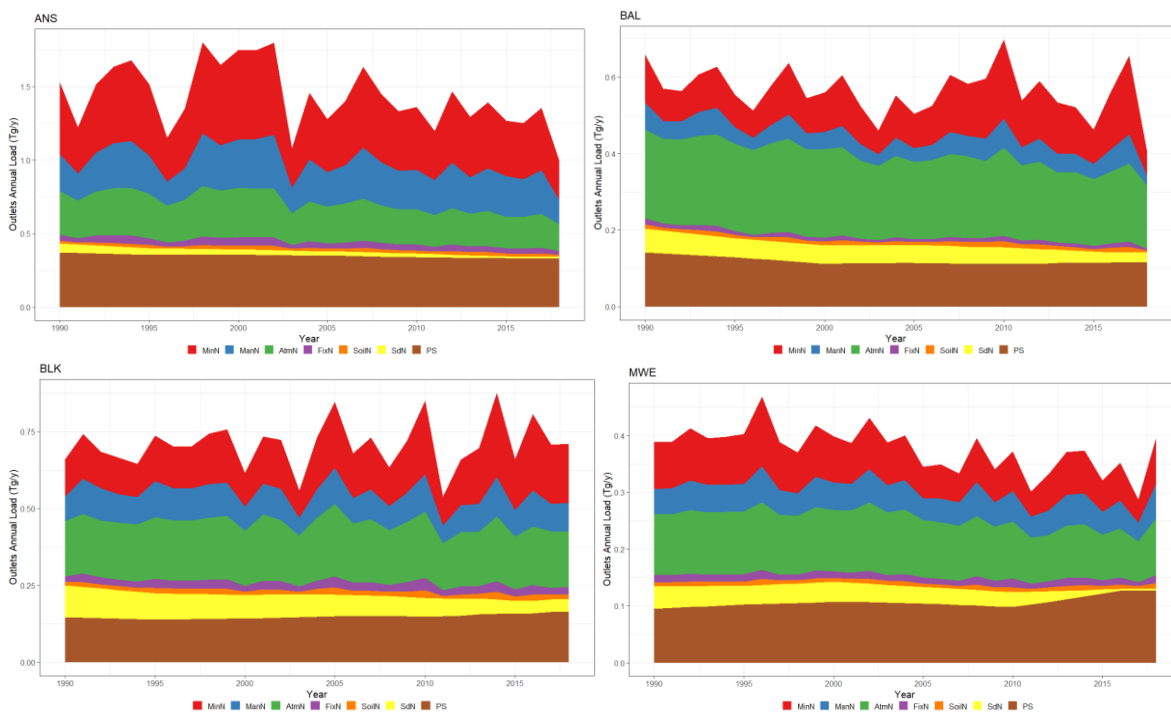 ANS
Outlets Annual Load (Tg/y)
1.5
1.0
0.5
0.0
1990 1995 2000 2005 2010 2015
Year
MinN ManN AtmN FixN SoilN SdN PS
BAL
Outlets Annual Load (Tg/y)
0.6
0.4
0.2
0.0
1990 1995 2000 2005 2010 2015
Year
MinN ManN AtmN FixN SoilN SdN PS
BLK
Outlets Annual Load (Tg/y)
0.75
0.50
0.25
0.00
1990 1995 2000 2005 2010 2015
Year
MinN ManN AtmN FixN SoilN SdN PS
MWE
Outlets Annual Load (Tg/y)
0.4
0.3
0.2
0.1
0.0
1990 1995 2000 2005 2010 2015
Year
MinN ManN AtmN FixN SoilN SdN PS